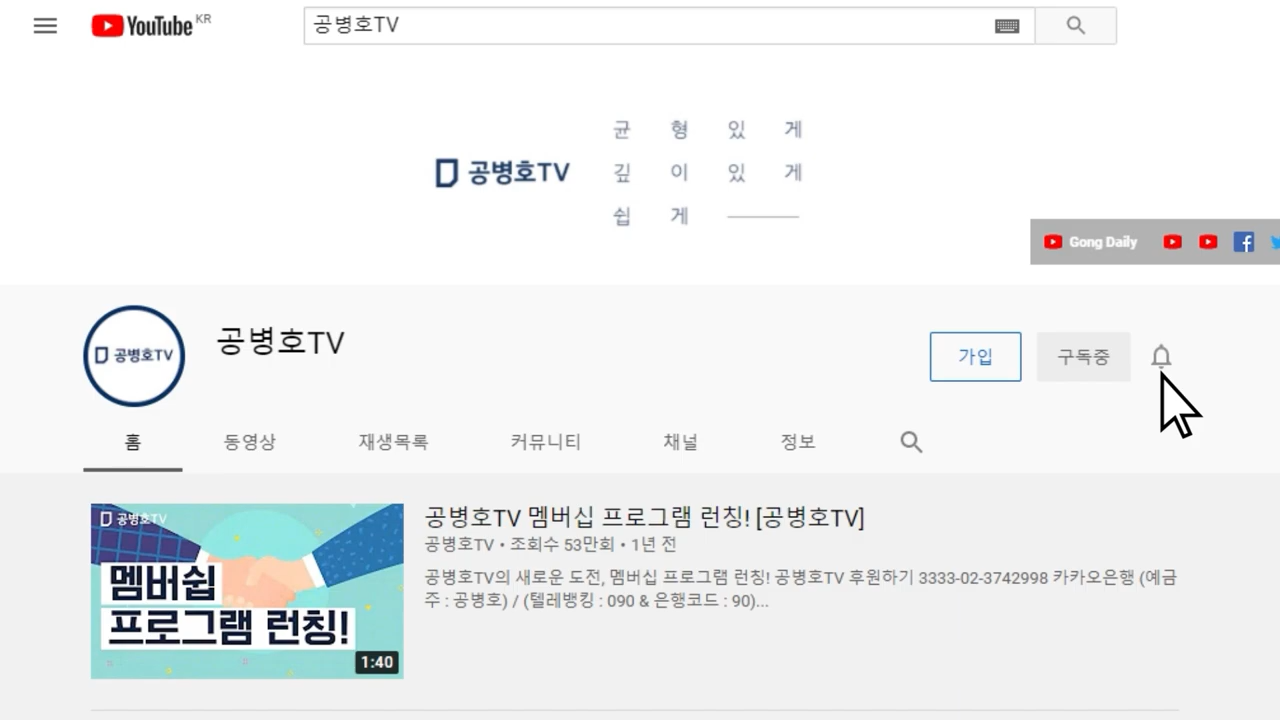 YouTube KR
공병호TV
균 형 있 게
공병호TV
깊 이 있 게
쉽 게
Gong Daily
공병호TV
공병호TV
가입
구독중
홈
동영상
재생목록
커뮤니티
채널
정보
공병호TV
멤버쉽
프로그램 런칭!
1:40
공병호TV 멤버십 프로그램 런칭! [공병호TV]
공병호TV • 조회수 53만회 • 1년 전
공병호TV의 새로운 도전, 멤버십 프로그램 런칭! 공병호TV 후원하기 3333-02-3742998 카카오은행 (예금
주 : 공병호) / (텔레뱅킹 : 090 & 은행코드 : 90)...